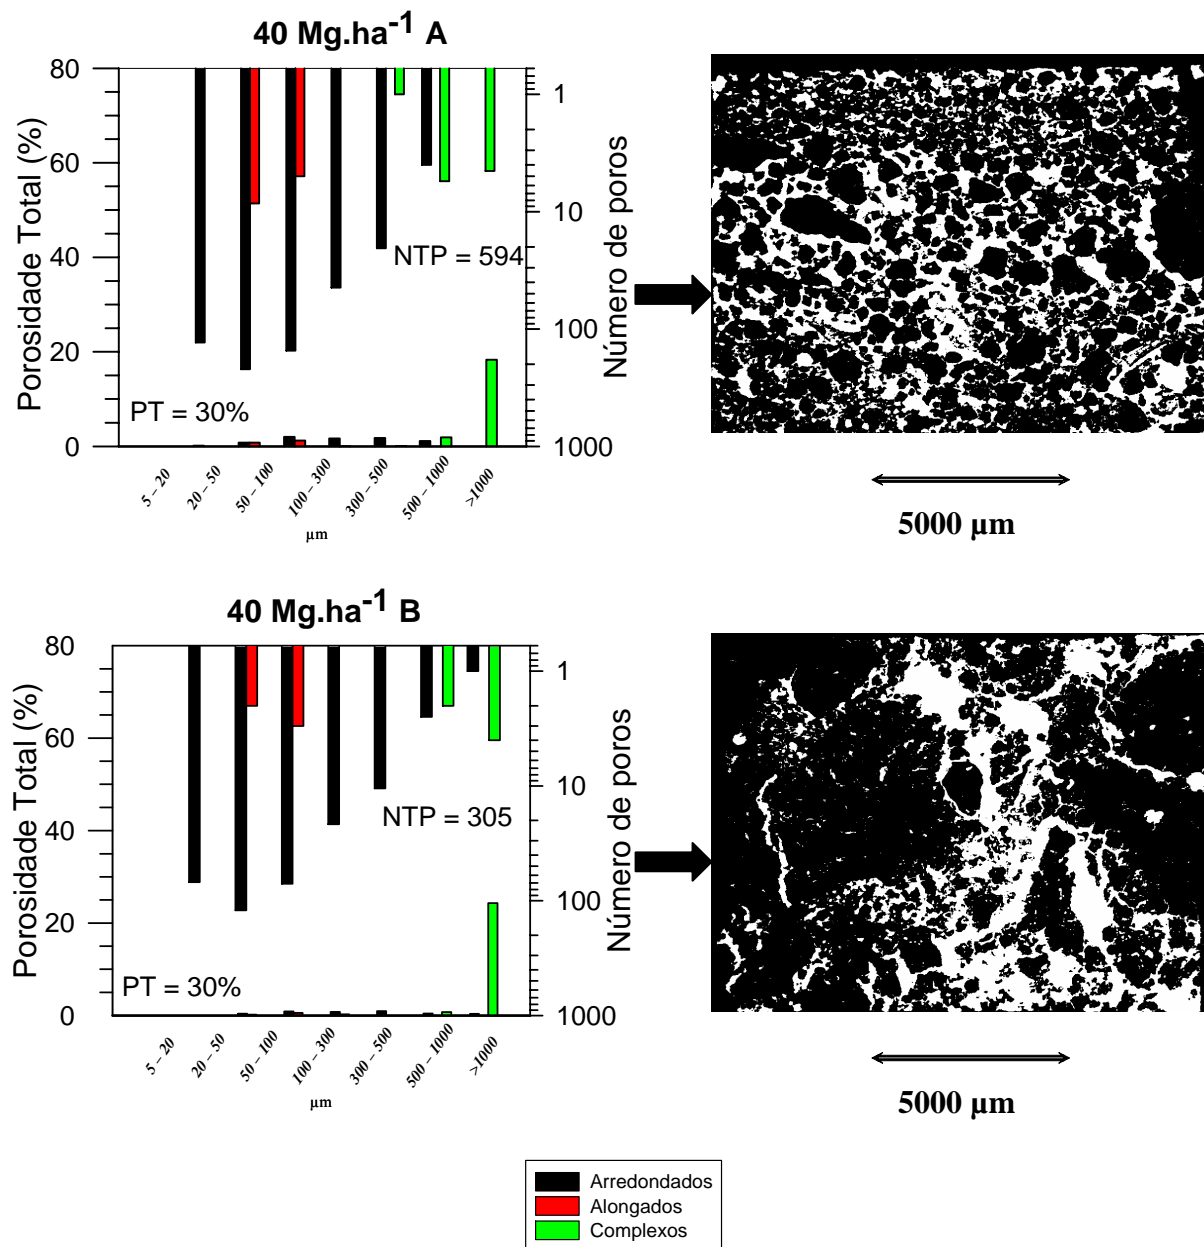 40 Mg.ha⁻¹ A
Porosidade Total (%)
80
60
40
20
0
1
10
100
1000
Número de poros
NTP = 594
PT = 30%
5 – 20
20 – 50
50 – 100
100 – 300
300 – 500
500 – 1000
>1000
µm
5000 µm
40 Mg.ha⁻¹ B
Porosidade Total (%)
80
60
40
20
0
1
10
100
1000
Número de poros
NTP = 305
PT = 30%
5 – 20
20 – 50
50 – 100
100 – 300
300 – 500
500 – 1000
>1000
µm
5000 µm
Arredondados
Alongados
Complexos